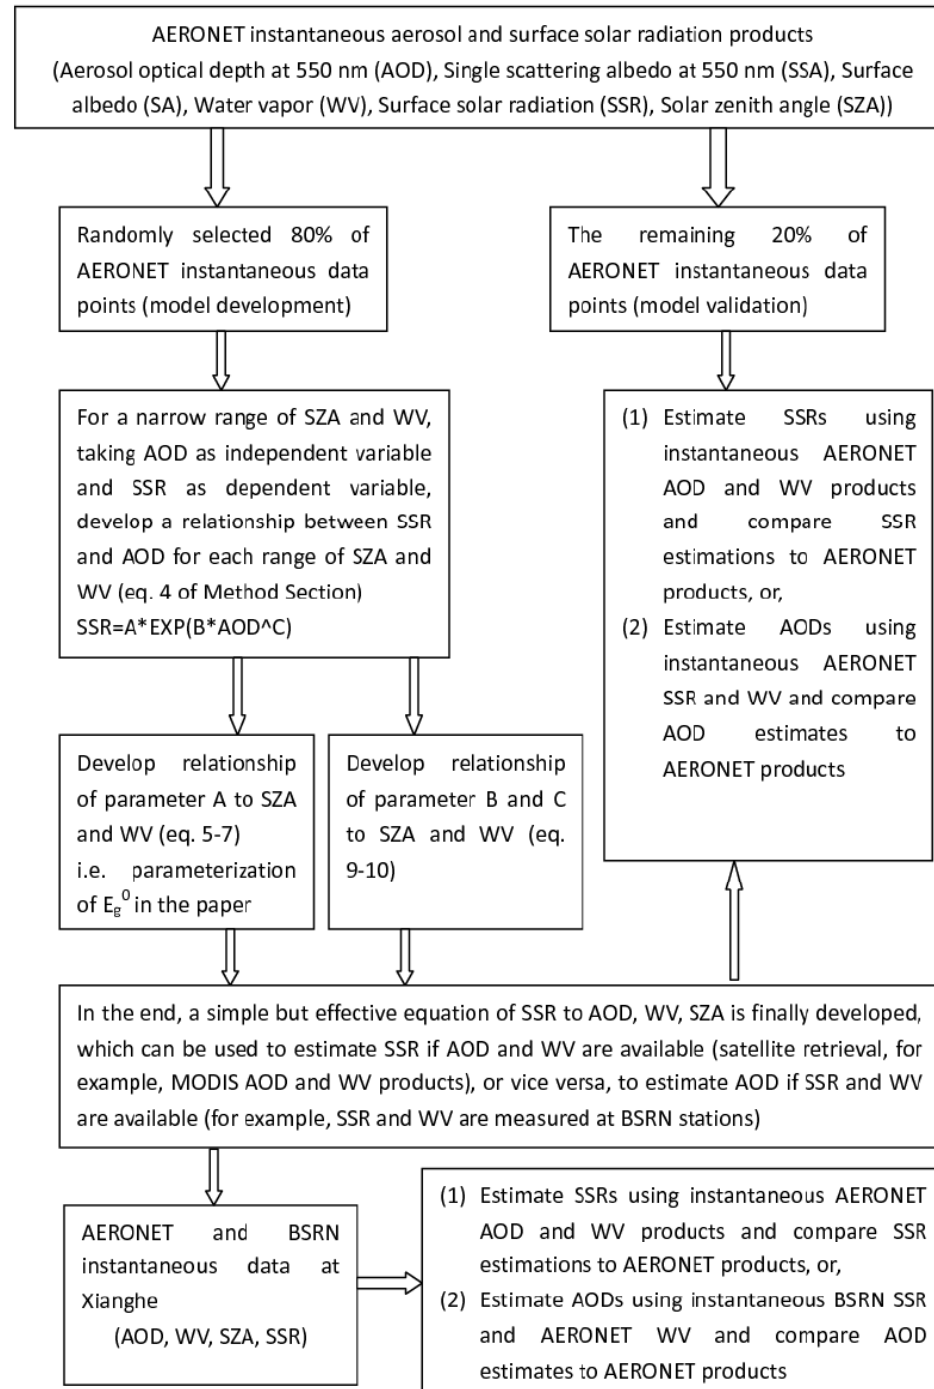 AERONET instantaneous aerosol and surface solar radiation products
(Aerosol optical depth at 550 nm (AOD), Single scattering albedo at 550 nm (SSA), Surface
albedo (SA), Water vapor (WV), Surface solar radiation (SSR), Solar zenith angle (SZA))
Randomly selected 80% of
AERONET instantaneous data
points (model development)
The remaining 20% of
AERONET instantaneous data
points (model validation)
For a narrow range of SZA and WV,
taking AOD as independent variable
and SSR as dependent variable,
develop a relationship between SSR
and AOD for each range of SZA and
WV (eq. 4 of Method Section)
SSR=A*EXP(B*AOD^C)
(1) Estimate SSRs using
instantaneous AERONET
AOD and WV products
and compare SSR
estimations to AERONET
products, or,
(2) Estimate AODs using
instantaneous AERONET
SSR and WV and compare
AOD estimates to
AERONET products
Develop relationship
of parameter A to SZA
and WV (eq. 5-7)
i.e. parameterization
of Eg0 in the paper
Develop relationship
of parameter B and C
to SZA and WV (eq.
9-10)
In the end, a simple but effective equation of SSR to AOD, WV, SZA is finally developed,
which can be used to estimate SSR if AOD and WV are available (satellite retrieval, for
example, MODIS AOD and WV products), or vice versa, to estimate AOD if SSR and WV
are available (for example, SSR and WV are measured at BSRN stations)
AERONET and BSRN
instantaneous data at
Xianghe
(AOD, WV, SZA, SSR)
(1) Estimate SSRs using instantaneous AERONET
AOD and WV products and compare SSR
estimations to AERONET products, or,
(2) Estimate AODs using instantaneous BSRN SSR
and AERONET WV and compare AOD
estimates to AERONET products